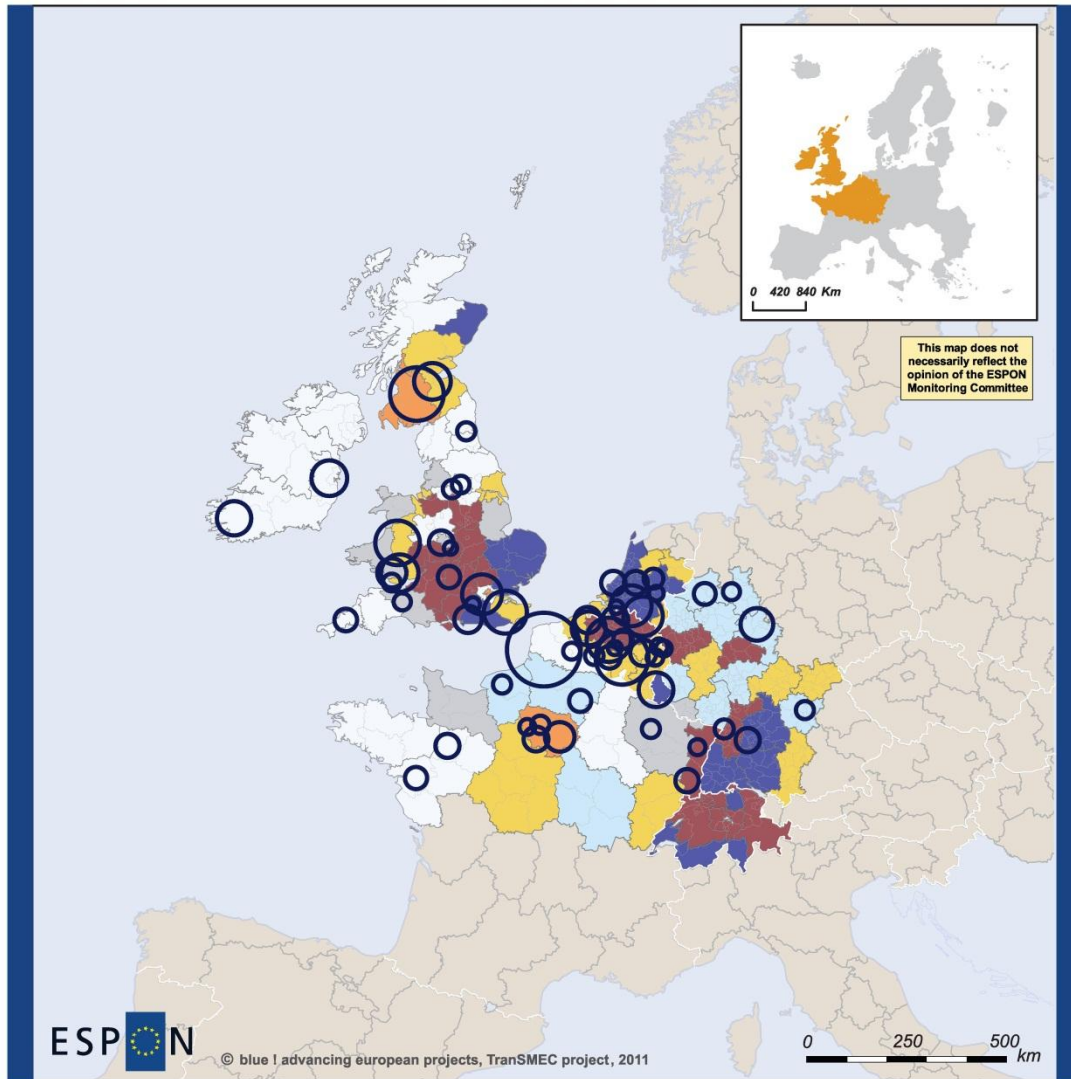 0 420 840 Km
This map does not
necessarily reflect the
opinion of the ESPON
Monitoring Committee
ESPON
© blue ! advancing european projects, TranSMEC project, 2011
0 250 500
km